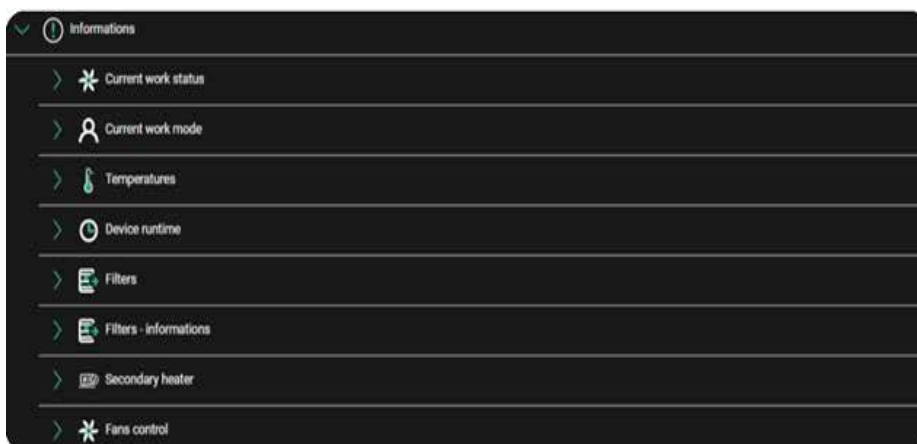 Informations
Current work status
Current work mode
Temperatures
Device runtime
Filters
Filters - informations
Secondary heater
Fans control